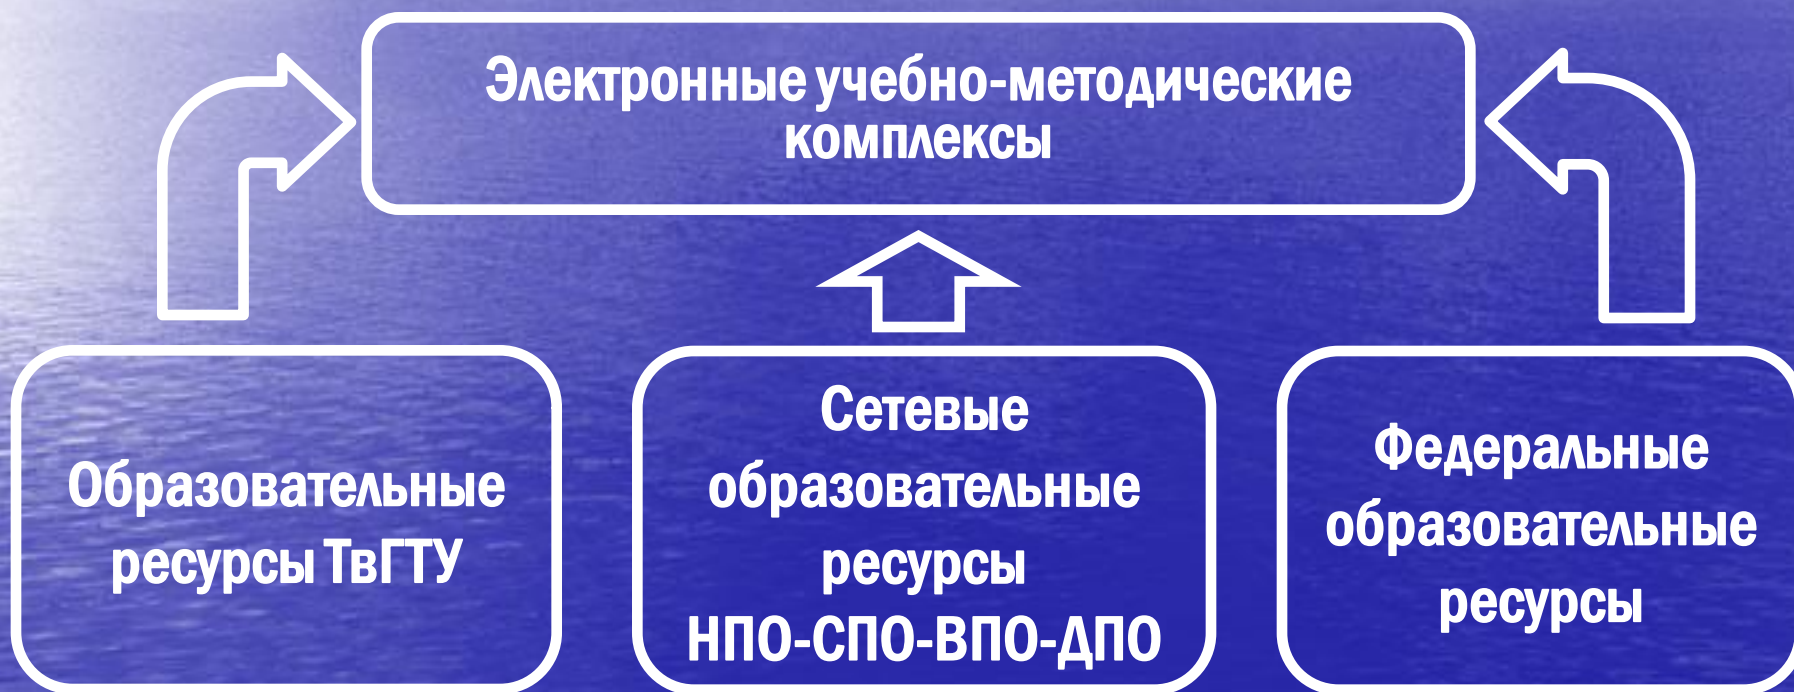 Электронные учебно-методические
комплексы
Образовательные
ресурсы ТвГТУ
Сетевые
образовательные
ресурсы
НПО-СПО-ВПО-ДПО
Федеральные
образовательные
ресурсы